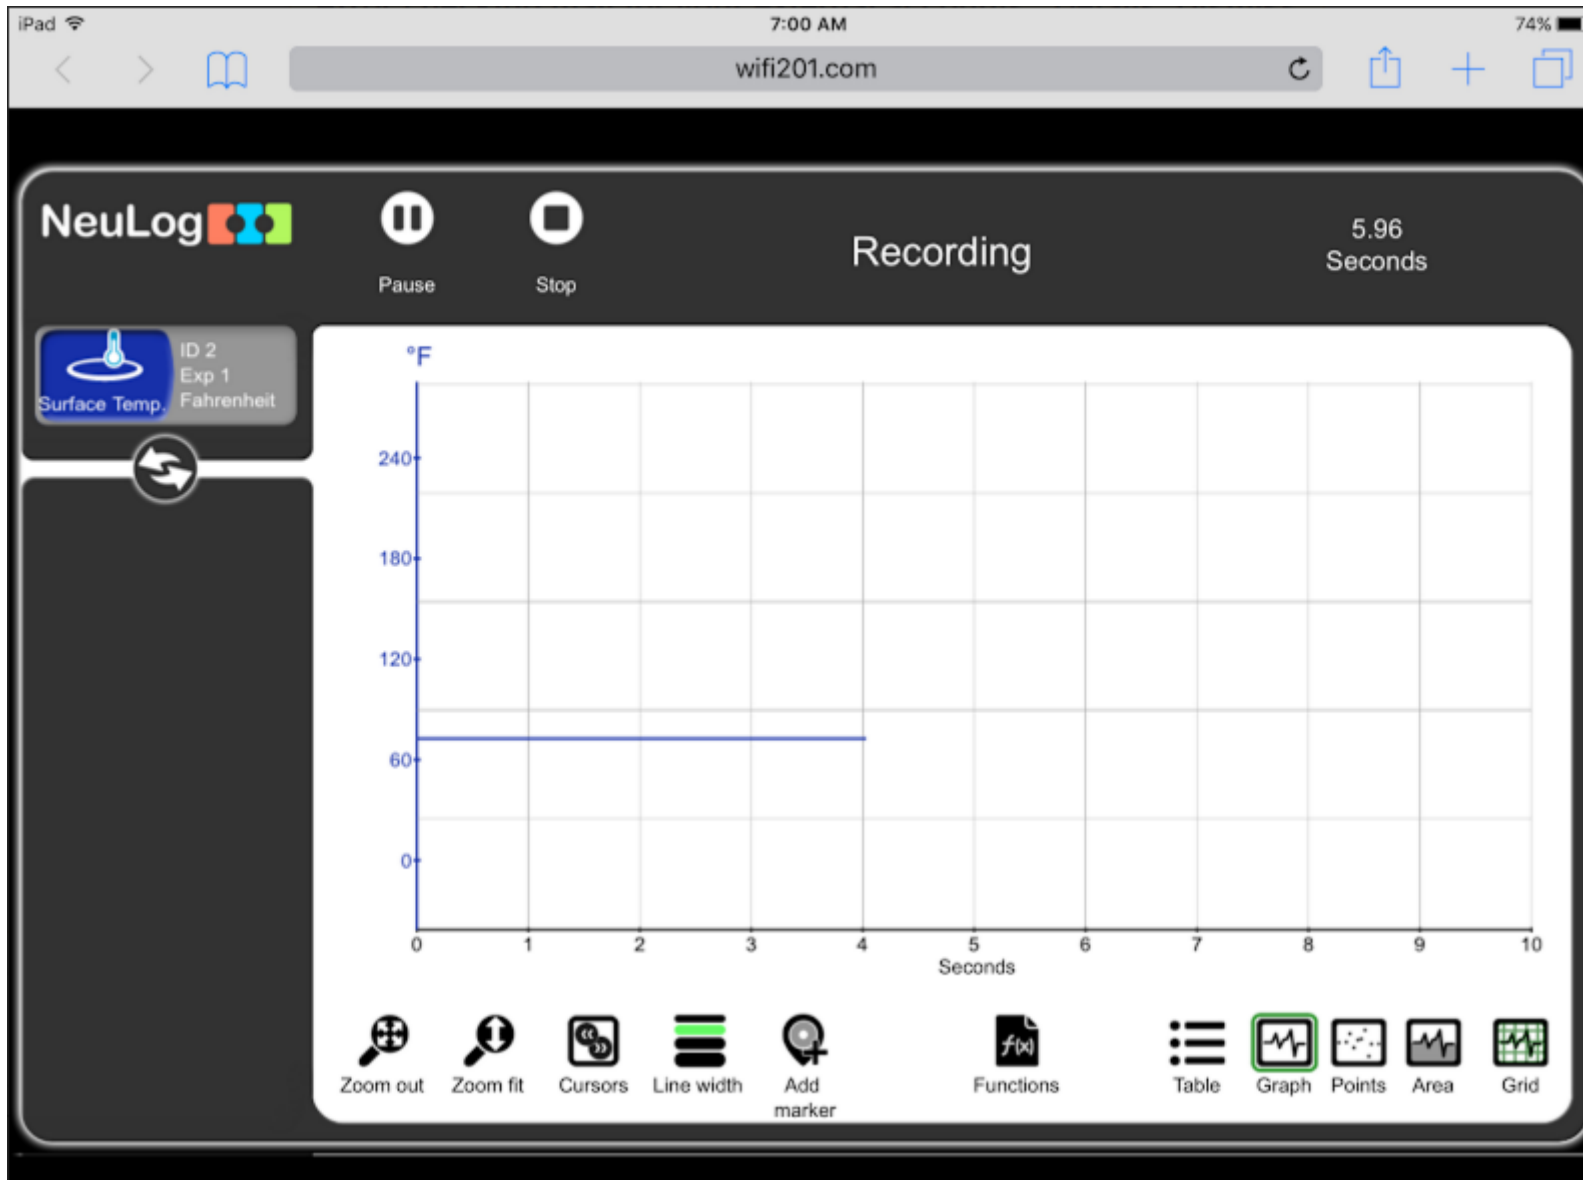 iPad 7:00 AM 74%
wifi201.com
NeuLog
Pause Stop
Recording
5.96
Seconds
Surface Temp.
ID 2
Exp 1
Fahrenheit
°F
240
180
120
60
0
0 1 2 3 4 5 6 7 8 9 10
Seconds
f(x)
Zoom out Zoom fit Cursors Line width Add
marker
Functions Table Graph Points Area Grid